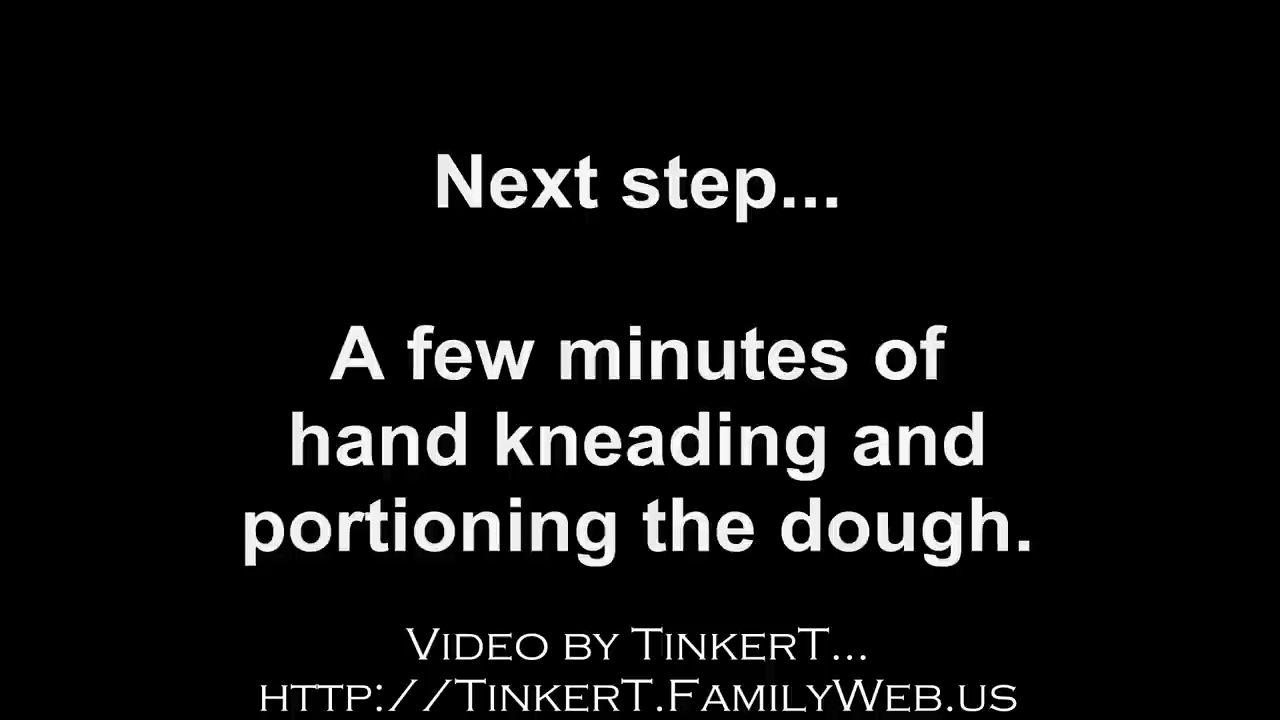 Next step...
A few minutes of
hand kneading and
portioning the dough.
Video by TinkerT...
http://TinkerT.FamilyWeb.us